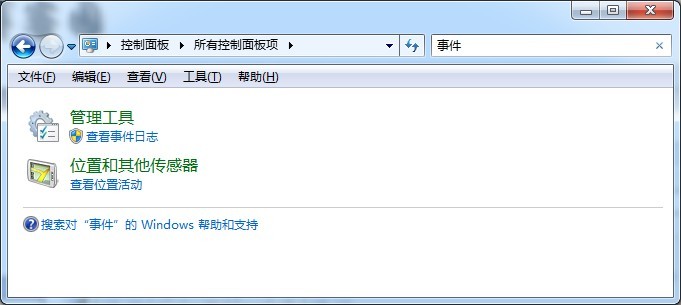 控制面板 所有控制面板项 事件
文件(F) 编辑(E) 查看(V) 工具(T) 帮助(H)
管理工具
查看事件日志
位置和其他传感器
查看位置活动
搜索对“事件”的 Windows 帮助和支持